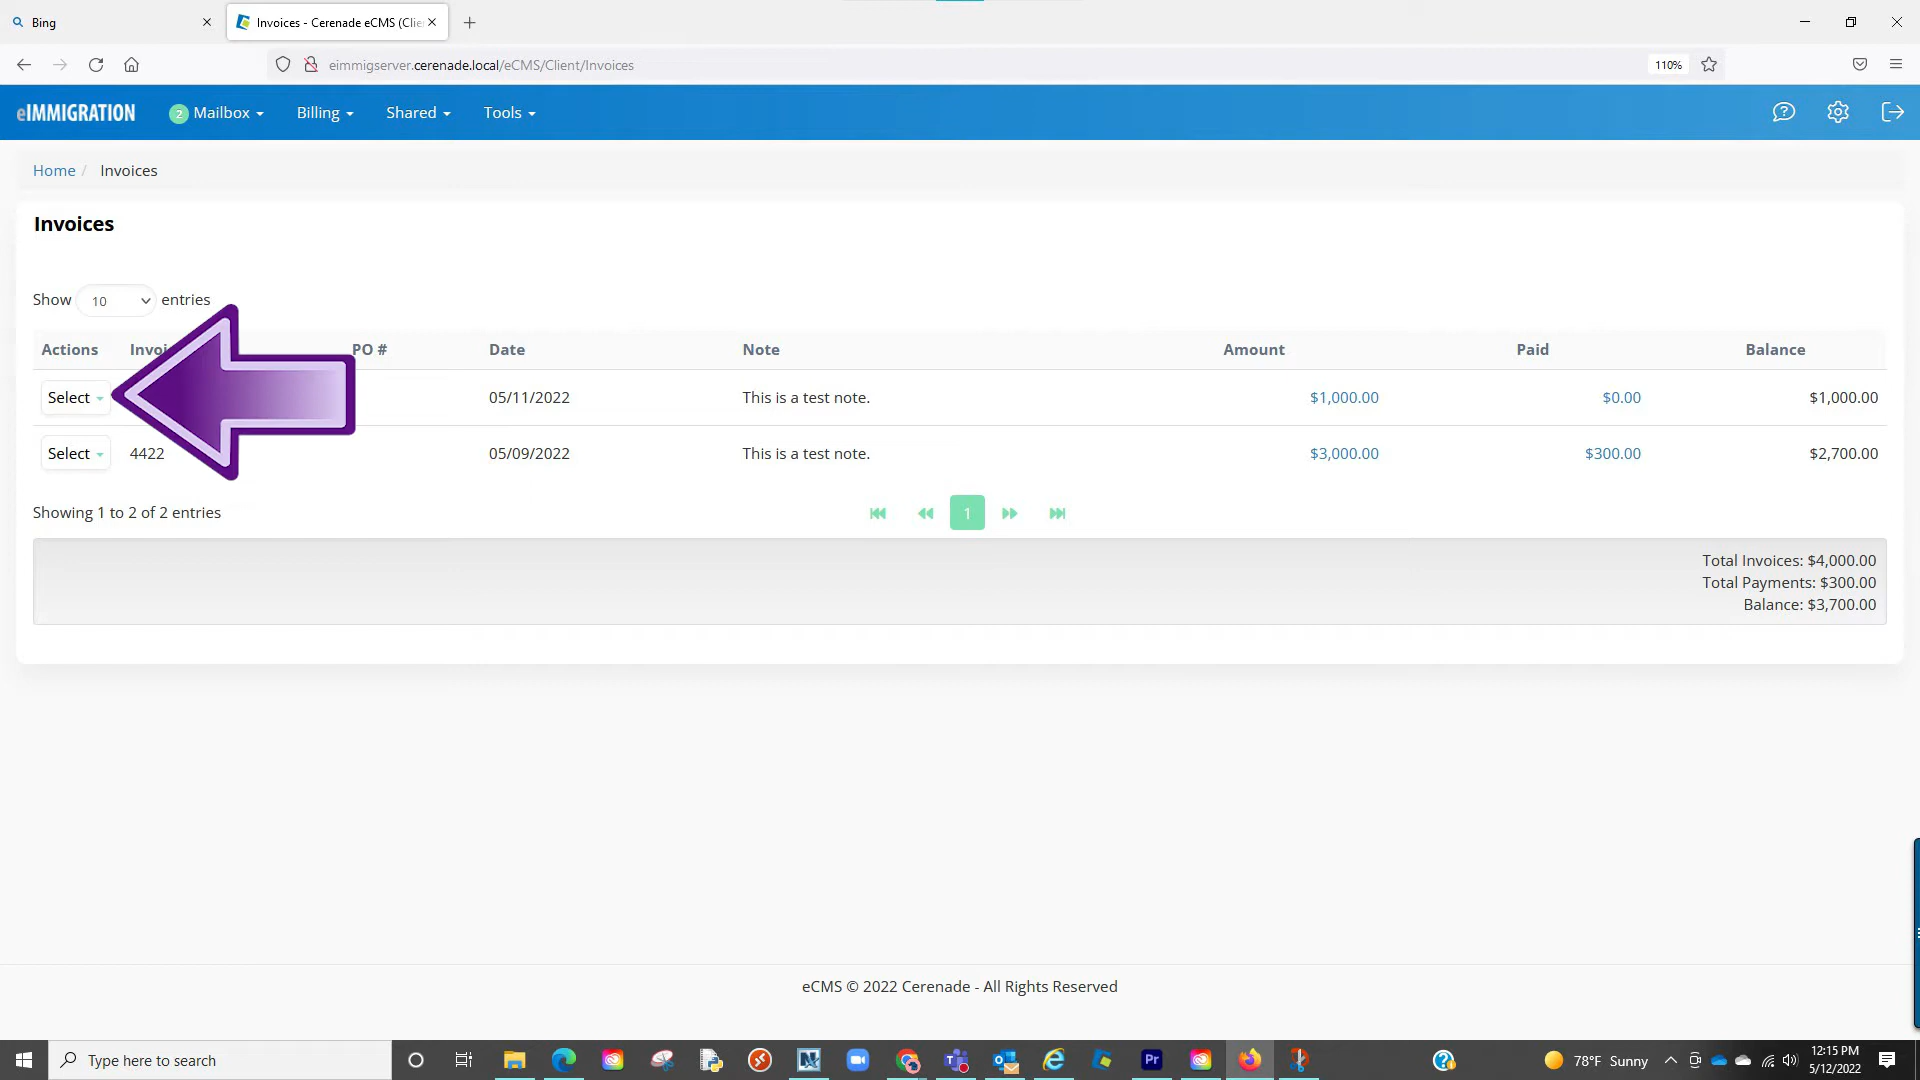 Bing
Invoices - Cerenade eCMS (Clie
eimmigserver.cerenade.local/eCMS/Client/Invoices
110%
eIMMIGRATION
2 Mailbox
Billing
Shared
Tools
Home / Invoices
Invoices
Show 10 entries
Actions PO # Date Note Amount Paid Balance
Select 05/11/2022 This is a test note. $1,000.00 $0.00 $1,000.00
Select 4422 05/09/2022 This is a test note. $3,000.00 $300.00 $2,700.00
Showing 1 to 2 of 2 entries
1
Total Invoices: $4,000.00
Total Payments: $300.00
Balance: $3,700.00
eCMS © 2022 Cerenade - All Rights Reserved
Type here to search
Pr
78°F Sunny
12:15 PM
5/12/2022